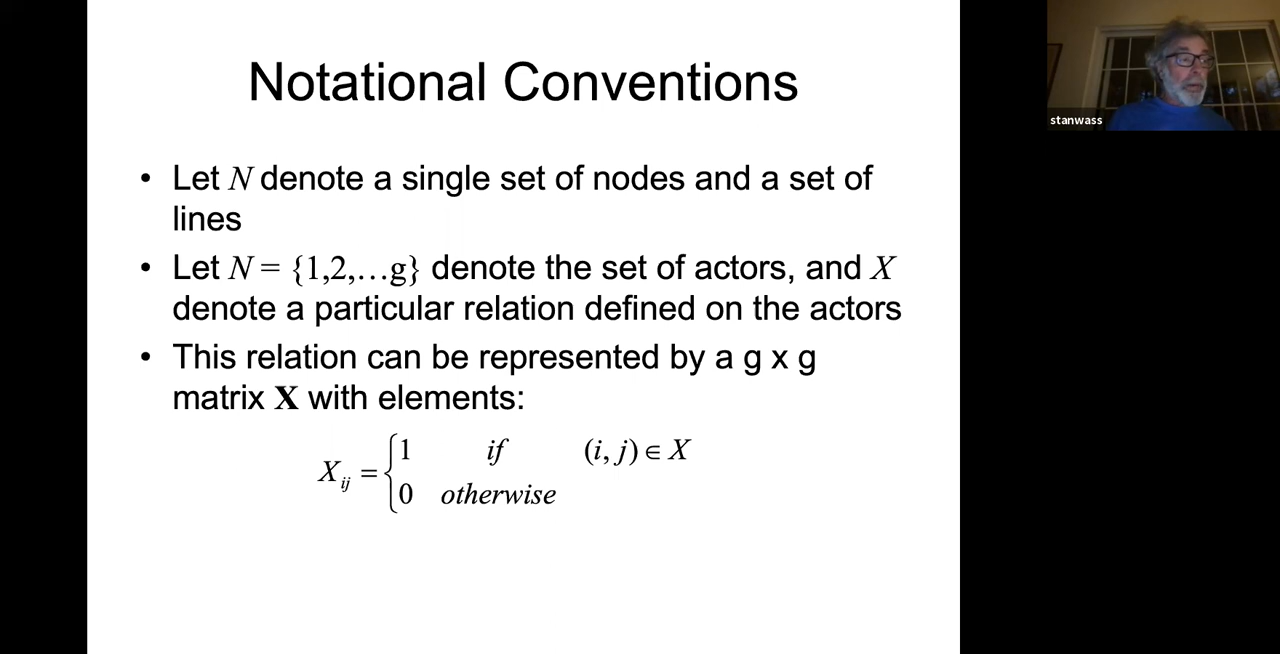 Notational Conventions
• Let N denote a single set of nodes and a set of
lines
• Let N = {1,2,…g} denote the set of actors, and X
denote a particular relation defined on the actors
• This relation can be represented by a g x g
matrix X with elements:
X_ij = { 1 if (i, j) ∈ X
0 otherwise
stanwass